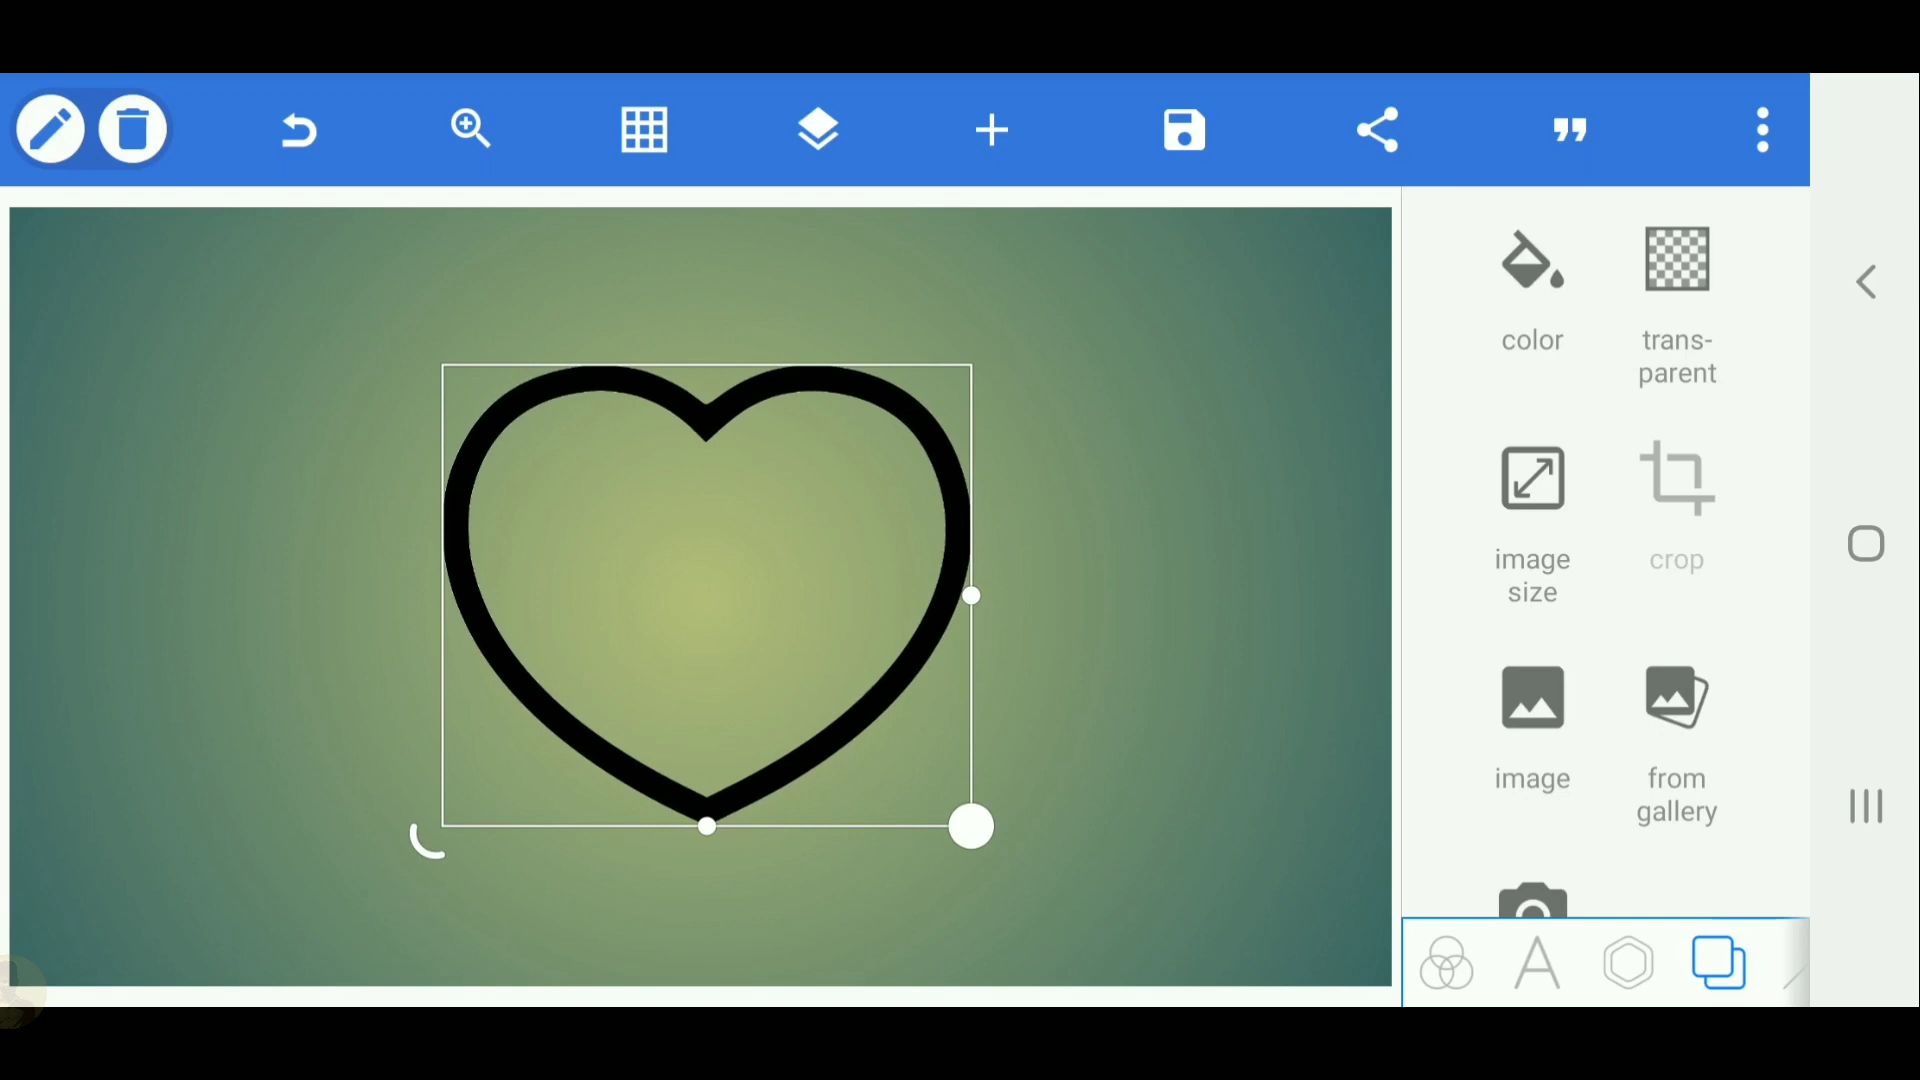 color
trans-
parent
image
size
crop
image
from
gallery